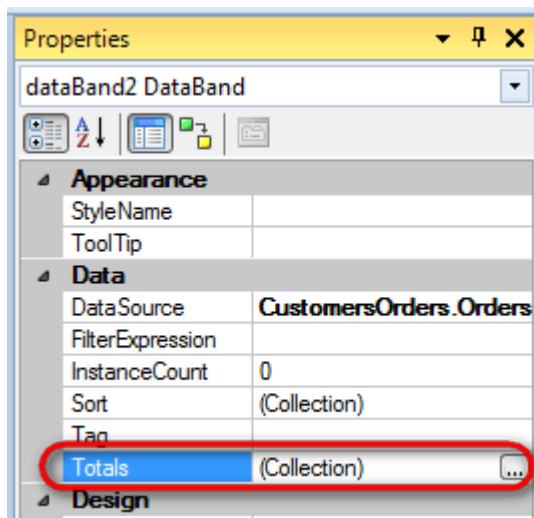 Properties
dataBand2 DataBand
Appearance
StyleName
ToolTip
Data
DataSource CustomersOrders.Orders
FilterExpression
InstanceCount 0
Sort (Collection)
Tag
Totals (Collection) ...
Design